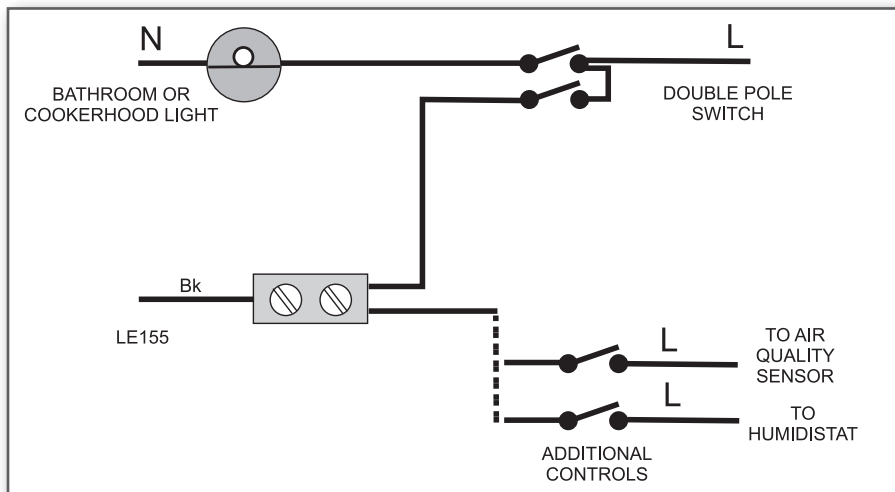 N
L
BATHROOM OR
COOKERHOOD LIGHT
DOUBLE POLE
SWITCH
Bk
LE155
L
TO AIR
QUALITY
SENSOR
L
TO
HUMIDISTAT
ADDITIONAL
CONTROLS